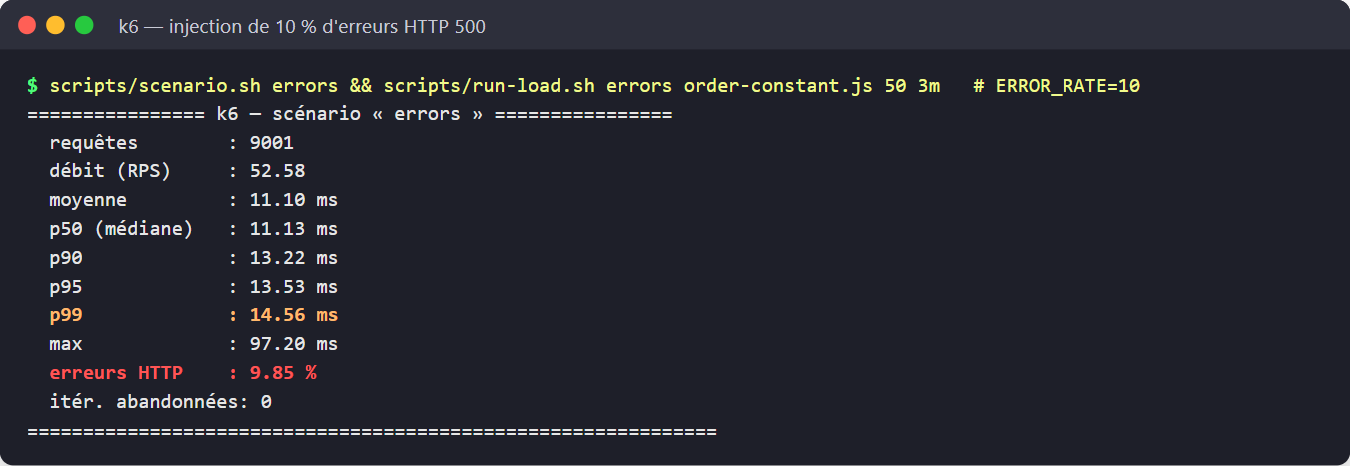 k6 — injection de 10 % d'erreurs HTTP 500
$ scripts/scenario.sh errors && scripts/run-load.sh errors order-constant.js 50 3m   # ERROR_RATE=10
================ k6 — scénario « errors » ================
requêtes        : 9001
débit (RPS)     : 52.58
moyenne         : 11.10 ms
p50 (médiane)   : 11.13 ms
p90             : 13.22 ms
p95             : 13.53 ms
p99             : 14.56 ms
max             : 97.20 ms
erreurs HTTP    : 9.85 %
itér. abandonnées: 0
==============================================================